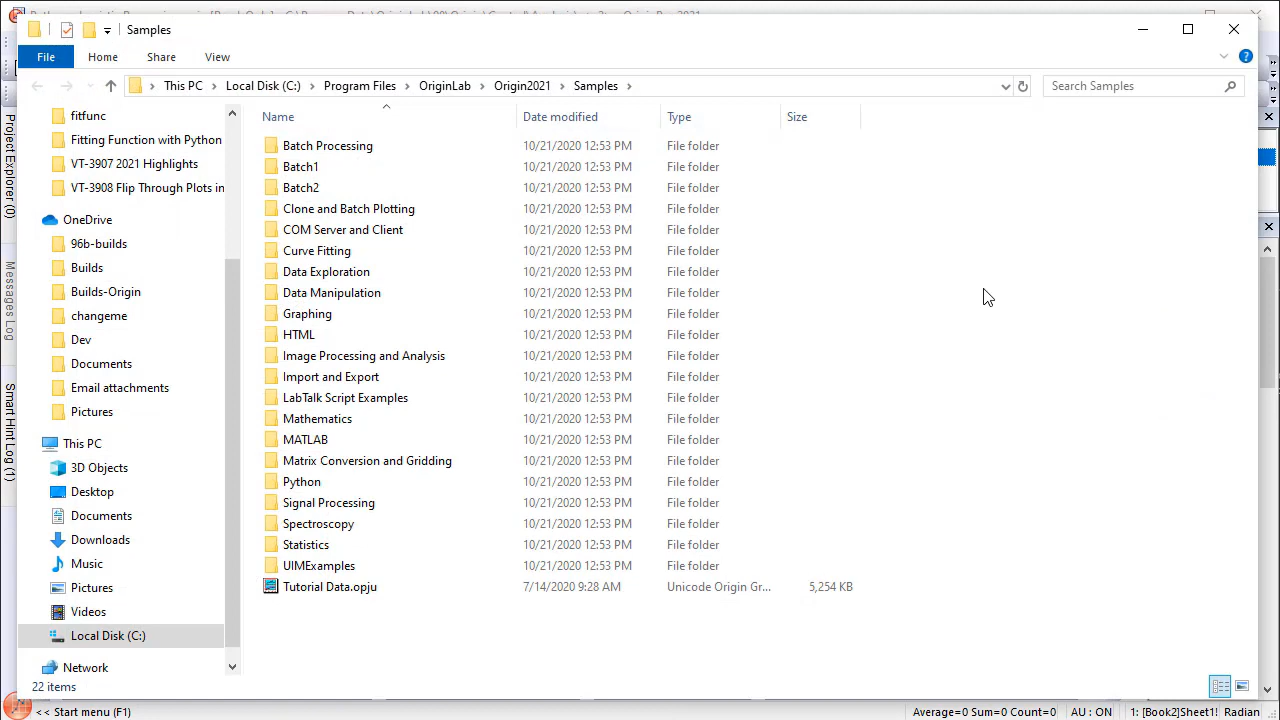 Samples
File
Home
Share
View
This PC
Local Disk (C:)
Program Files
OriginLab
Origin2021
Samples
Search Samples
Name
Date modified
Type
Size
fitfunc
Fitting Function with Python
VT-3907 2021 Highlights
VT-3908 Flip Through Plots in
OneDrive
96b-builds
Builds
Builds-Origin
changeme
Dev
Documents
Email attachments
Pictures
This PC
3D Objects
Desktop
Documents
Downloads
Music
Pictures
Videos
Local Disk (C:)
Network
Batch Processing 10/21/2020 12:53 PM File folder
Batch1 10/21/2020 12:53 PM File folder
Batch2 10/21/2020 12:53 PM File folder
Clone and Batch Plotting 10/21/2020 12:53 PM File folder
COM Server and Client 10/21/2020 12:53 PM File folder
Curve Fitting 10/21/2020 12:53 PM File folder
Data Exploration 10/21/2020 12:53 PM File folder
Data Manipulation 10/21/2020 12:53 PM File folder
Graphing 10/21/2020 12:53 PM File folder
HTML 10/21/2020 12:53 PM File folder
Image Processing and Analysis 10/21/2020 12:53 PM File folder
Import and Export 10/21/2020 12:53 PM File folder
LabTalk Script Examples 10/21/2020 12:53 PM File folder
Mathematics 10/21/2020 12:53 PM File folder
MATLAB 10/21/2020 12:53 PM File folder
Matrix Conversion and Gridding 10/21/2020 12:53 PM File folder
Python 10/21/2020 12:53 PM File folder
Signal Processing 10/21/2020 12:53 PM File folder
Spectroscopy 10/21/2020 12:53 PM File folder
Statistics 10/21/2020 12:53 PM File folder
UIMExamples 10/21/2020 12:53 PM File folder
Tutorial Data.opju 7/14/2020 9:28 AM Unicode Origin Gr... 5,254 KB
22 items
Project Explorer (0)
Messages Log
Smart Hint Log (1)
<< Start menu (F1)
Average=0 Sum=0 Count=0
AU : ON
1: [Book2]Sheet1!
Radian